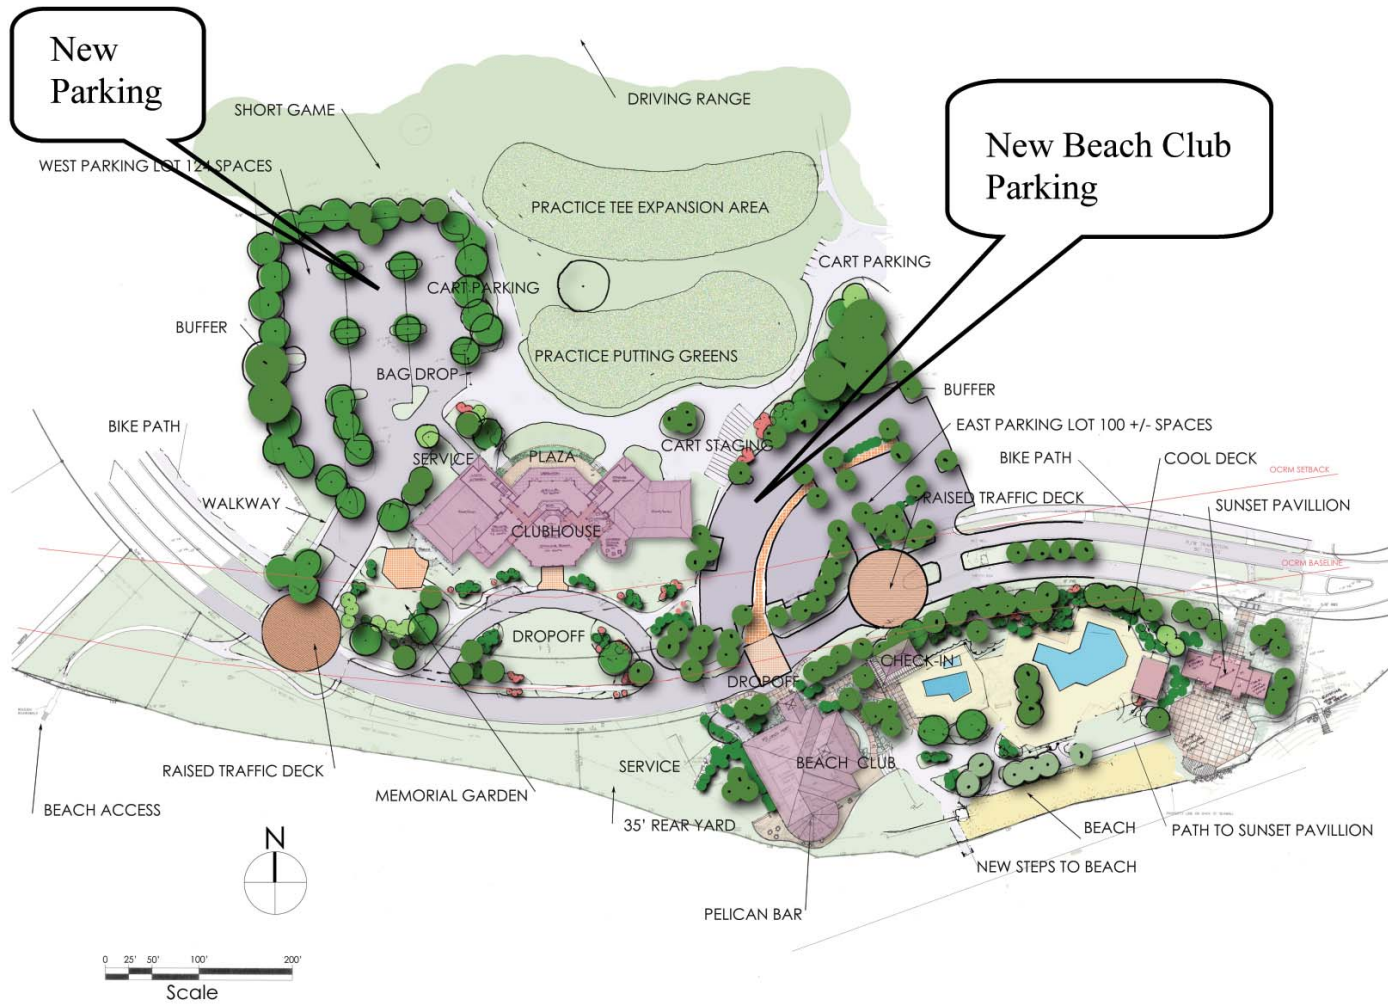 New
Parking
DRIVING RANGE
SHORT GAME
New Beach Club
Parking
WEST PARKING LOT 124 SPACES
PRACTICE TEE EXPANSION AREA
CART PARKING
CART PARKING
BUFFER
PRACTICE PUTTING GREENS
BAG DROP
BUFFER
EAST PARKING LOT 100 +/- SPACES
BIKE PATH
CART STAGING
SERVICE
PLAZA
BIKE PATH
COOL DECK
OCRM SETBACK
RAISED TRAFFIC DECK
SUNSET PAVILLION
WALKWAY
CLUBHOUSE
OCRM BASELINE
DROPOFF
CHECK-IN
DROPOFF
RAISED TRAFFIC DECK
SERVICE
BEACH CLUB
MEMORIAL GARDEN
BEACH ACCESS
35' REAR YARD
BEACH
PATH TO SUNSET PAVILLION
N
NEW STEPS TO BEACH
PELICAN BAR
0 25' 50' 100' 200'
Scale